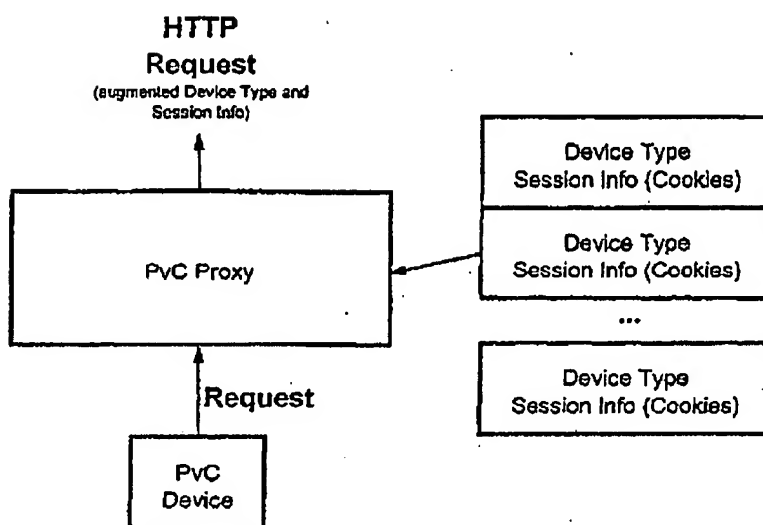 HTTP
Request
(augmented Device Type and
Session Info)
Device Type
Session Info (Cookies)
PvC Proxy
Device Type
Session Info (Cookies)
...
Device Type
Session Info (Cookies)
Request
PvC
Device